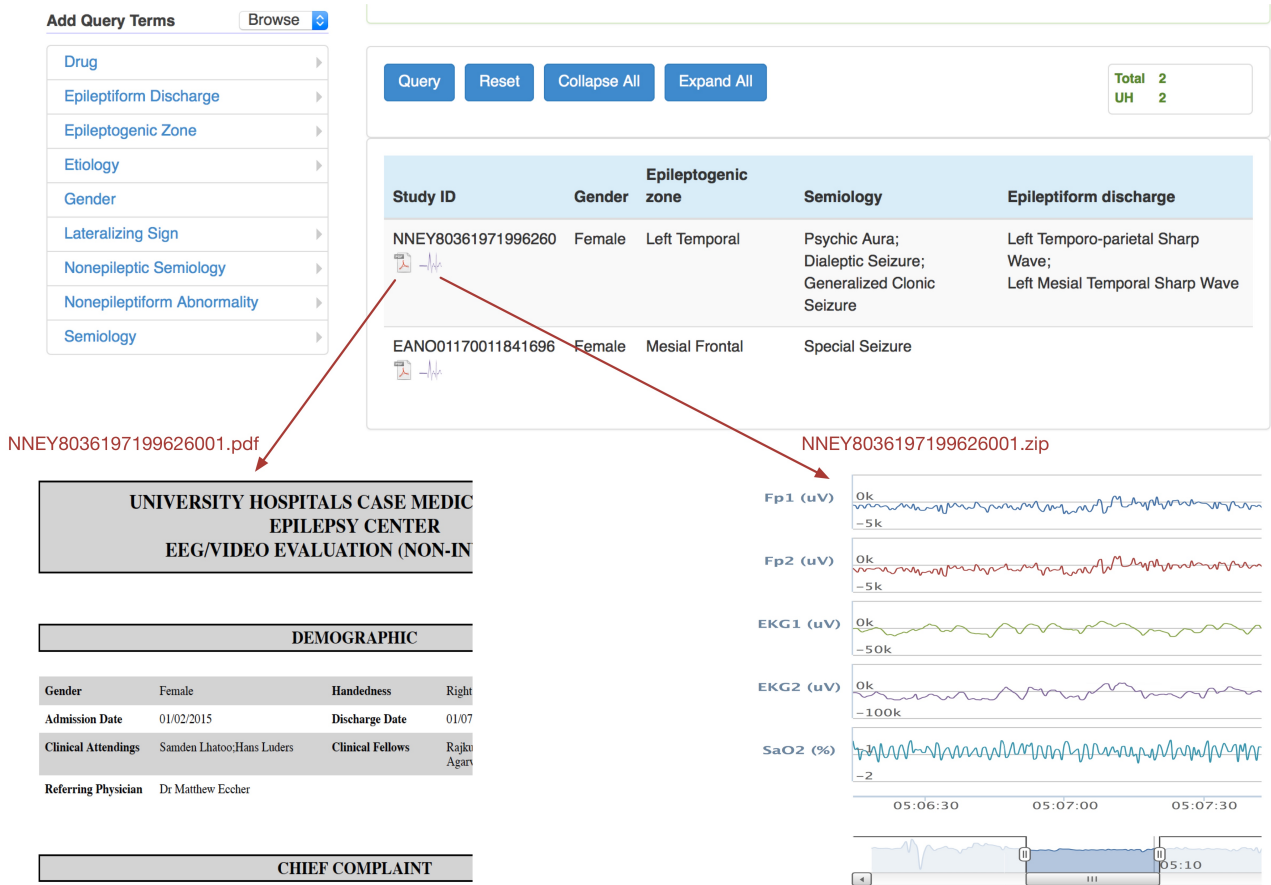 Add Query Terms
Browse
Drug
Epileptiform Discharge
Epileptogenic Zone
Etiology
Gender
Lateralizing Sign
Nonepileptic Semiology
Nonepileptiform Abnormality
Semiology
Query Reset Collapse All Expand All
Total 2
UH 2
Study ID Gender Epileptogenic zone Semiology Epileptiform discharge
NNEY80361971996260 Female Left Temporal Psychic Aura; Left Temporo-parietal Sharp
Dialeptic Seizure; Wave;
Generalized Clonic Left Mesial Temporal Sharp Wave
Seizure
EANO01170011841696 Female Mesial Frontal Special Seizure
NNEY8036197199626001.pdf
NNEY8036197199626001.zip
UNIVERSITY HOSPITALS CASE MEDIC
EPILEPSY CENTER
EEG/VIDEO EVALUATION (NON-IN
DEMOGRAPHIC
Gender Female Handedness Right
Admission Date 01/02/2015 Discharge Date 01/07
Clinical Attendings Samden Lhatoo;Hans Luders Clinical Fellows Rajku
Agarw
Referring Physician Dr Matthew Eccher
CHIEF COMPLAINT
Fp1 (uV) 0k
-5k
Fp2 (uV) 0k
-5k
EKG1 (uV) 0k
-50k
EKG2 (uV) 0k
-100k
SaO2 (%) -1
-2
05:06:30 05:07:00 05:07:30
05:10